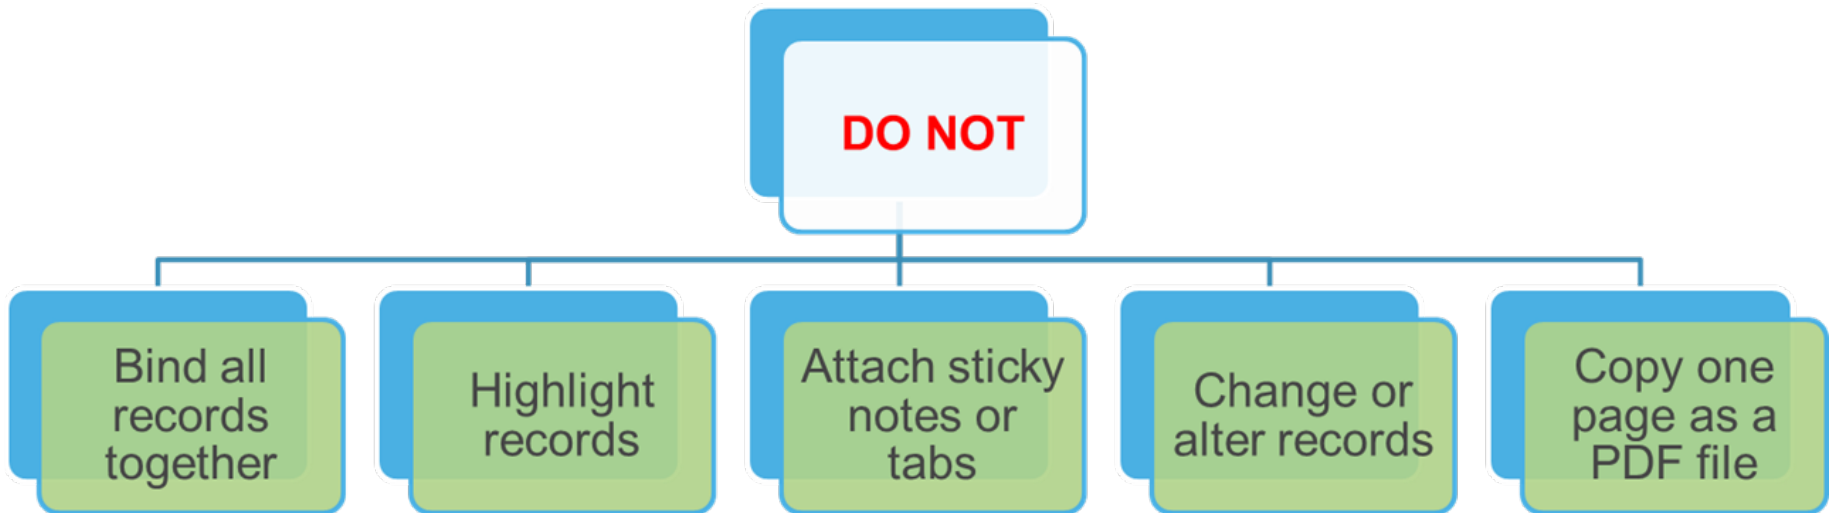 DO NOT
Bind all
records
together
Highlight
records
Attach sticky
notes or
tabs
Change or
alter records
Copy one
page as a
PDF file